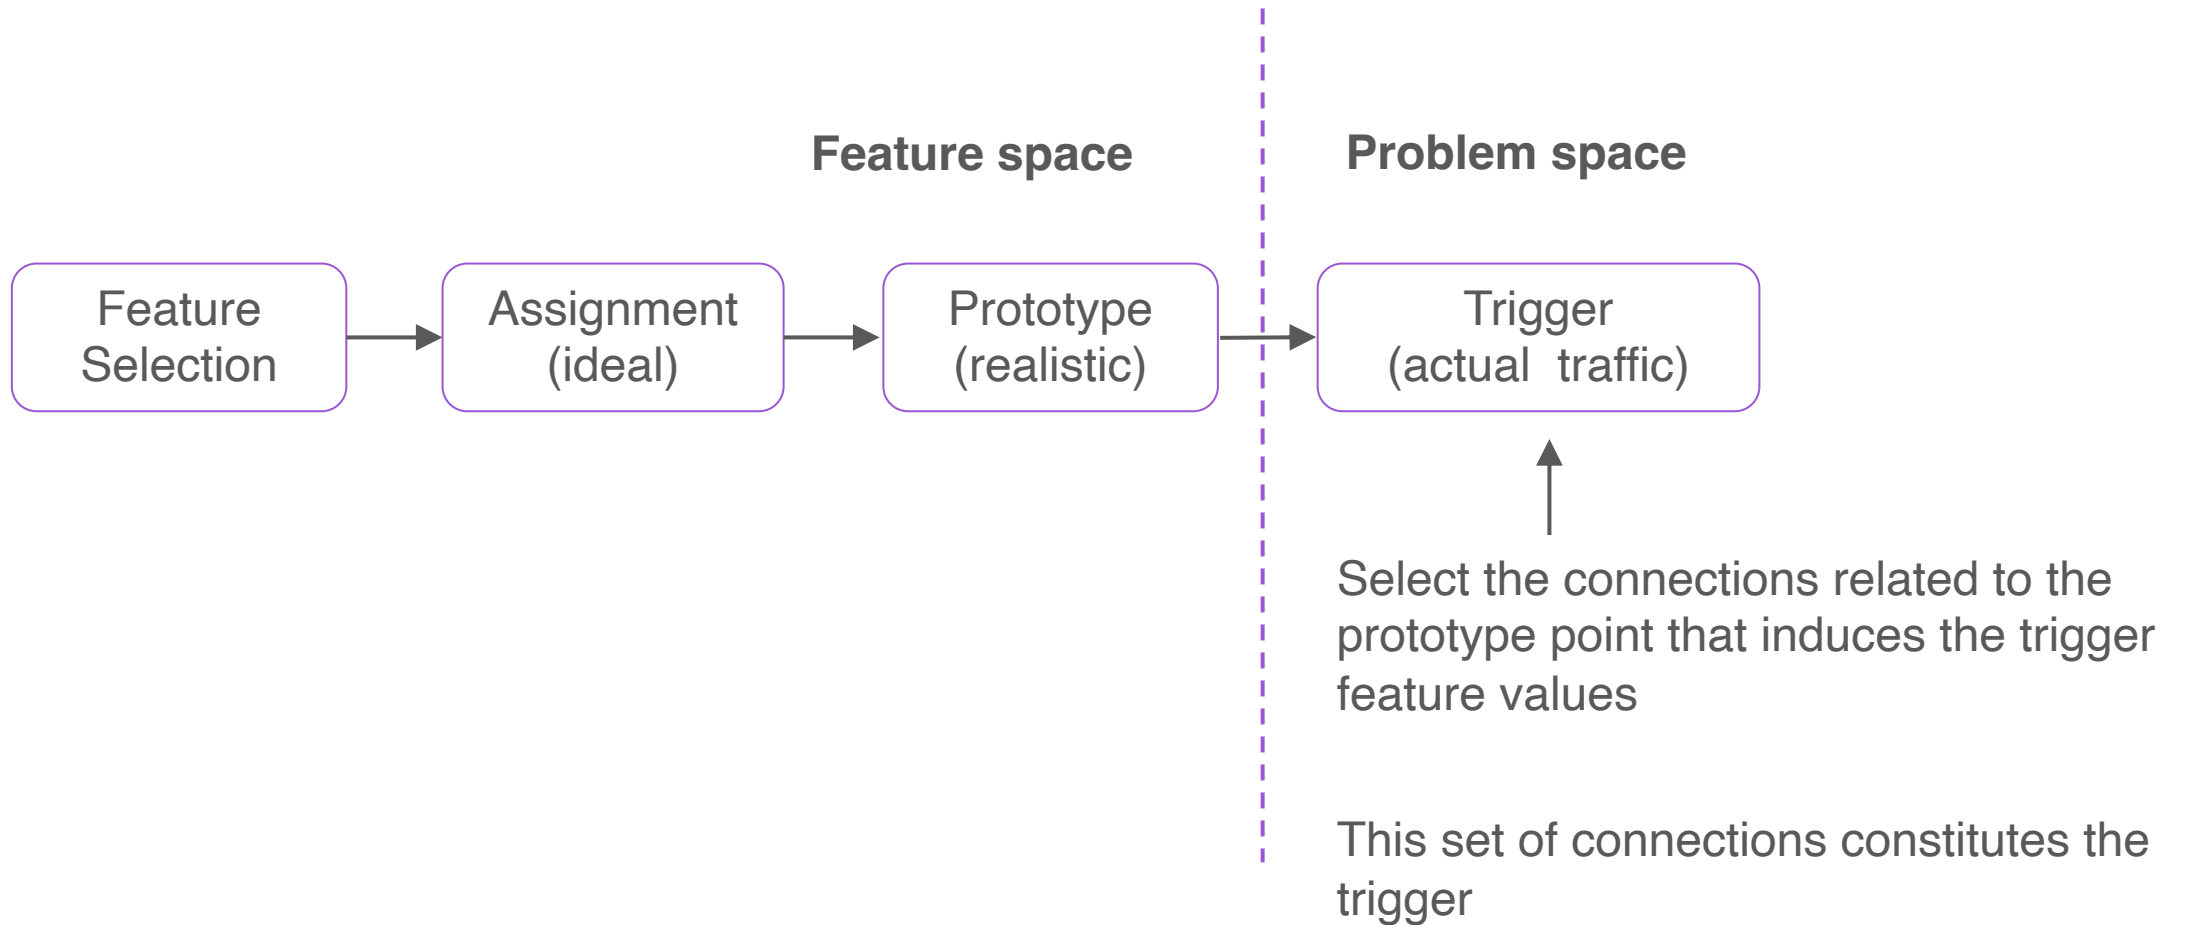 Feature space
Problem space
Feature
Selection
Assignment
(ideal)
Prototype
(realistic)
Trigger
(actual traffic)
Select the connections related to the
prototype point that induces the trigger
feature values
This set of connections constitutes the
trigger